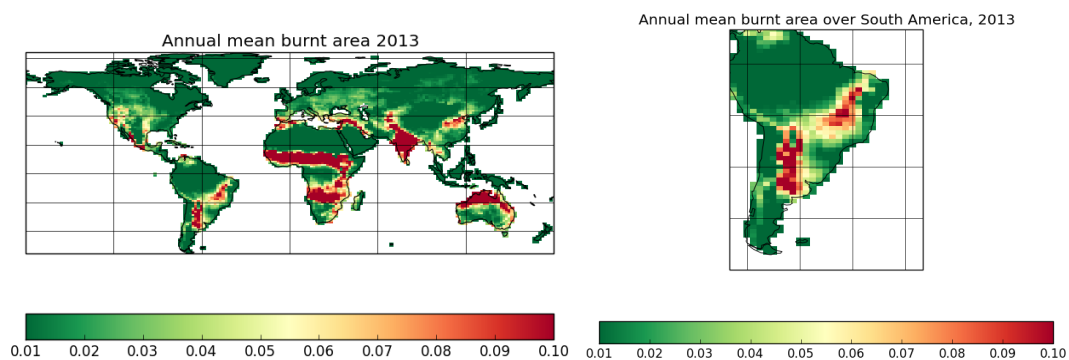 Annual mean burnt area 2013
0.01 0.02 0.03 0.04 0.05 0.06 0.07 0.08 0.09 0.10
Annual mean burnt area over South America, 2013
0.01 0.02 0.03 0.04 0.05 0.06 0.07 0.08 0.09 0.10